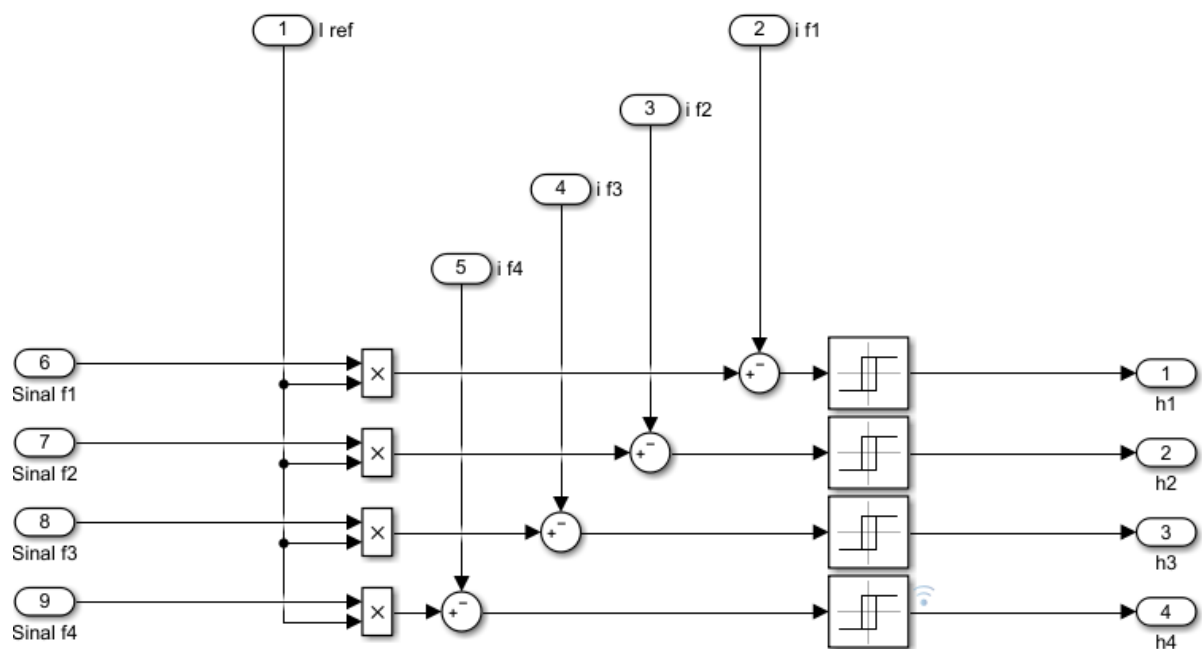 1 I ref
2 i f1
3 i f2
4 i f3
5 i f4
6
Sinal f1
× + −
1
h1
7
Sinal f2
× + −
2
h2
8
Sinal f3
× + −
3
h3
9
Sinal f4
× + −
4
h4